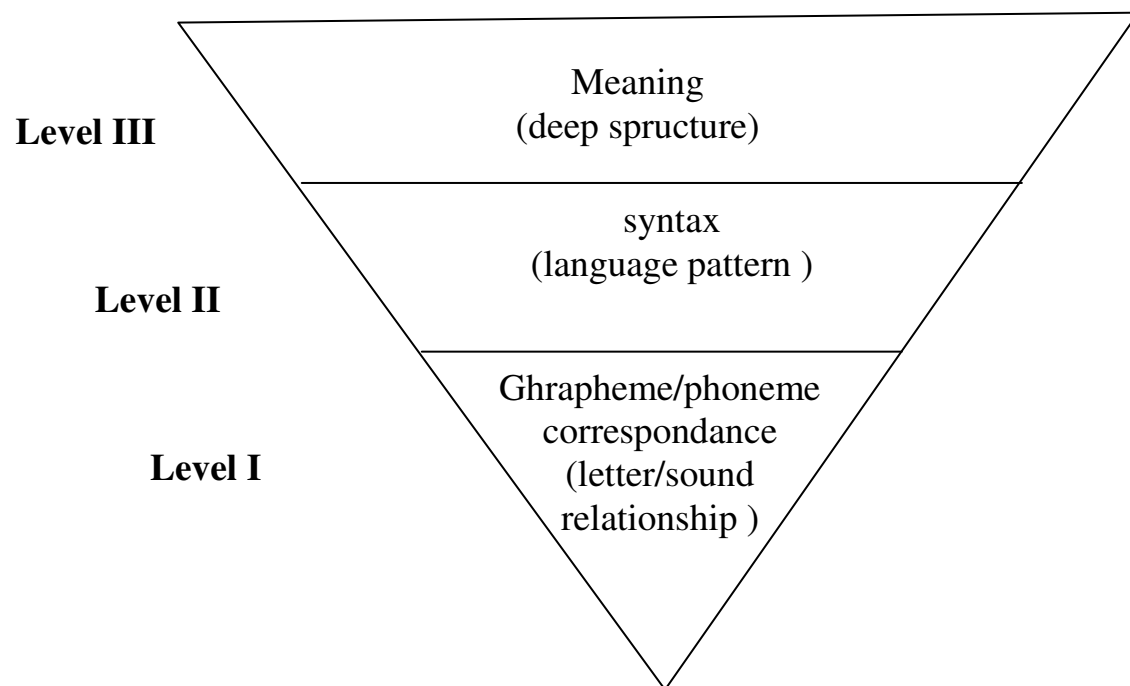 Meaning
(deep spructure)
Level III
syntax
(language pattern )
Level II
Ghrapheme/phoneme
correspondance
(letter/sound
relationship )
Level I